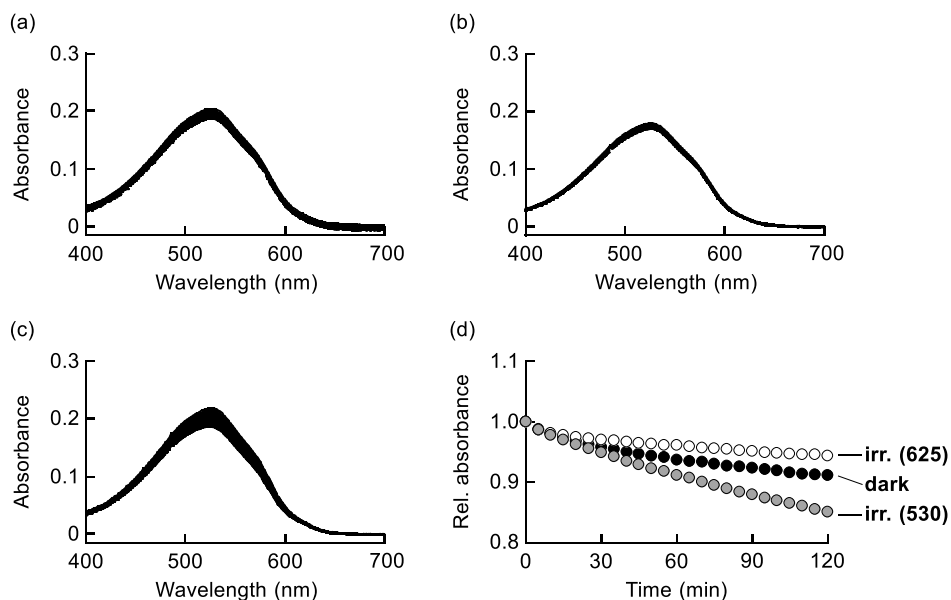 (a)
0.3
0.2
0.1
0
Absorbance
400 500 600 700
Wavelength (nm)
(b)
0.3
0.2
0.1
0
Absorbance
400 500 600 700
Wavelength (nm)
(c)
0.3
0.2
0.1
0
Absorbance
400 500 600 700
Wavelength (nm)
(d)
1.1
1.0
0.9
0.8
Rel. absorbance
irr. (625)
dark
irr. (530)
0 30 60 90 120
Time (min)